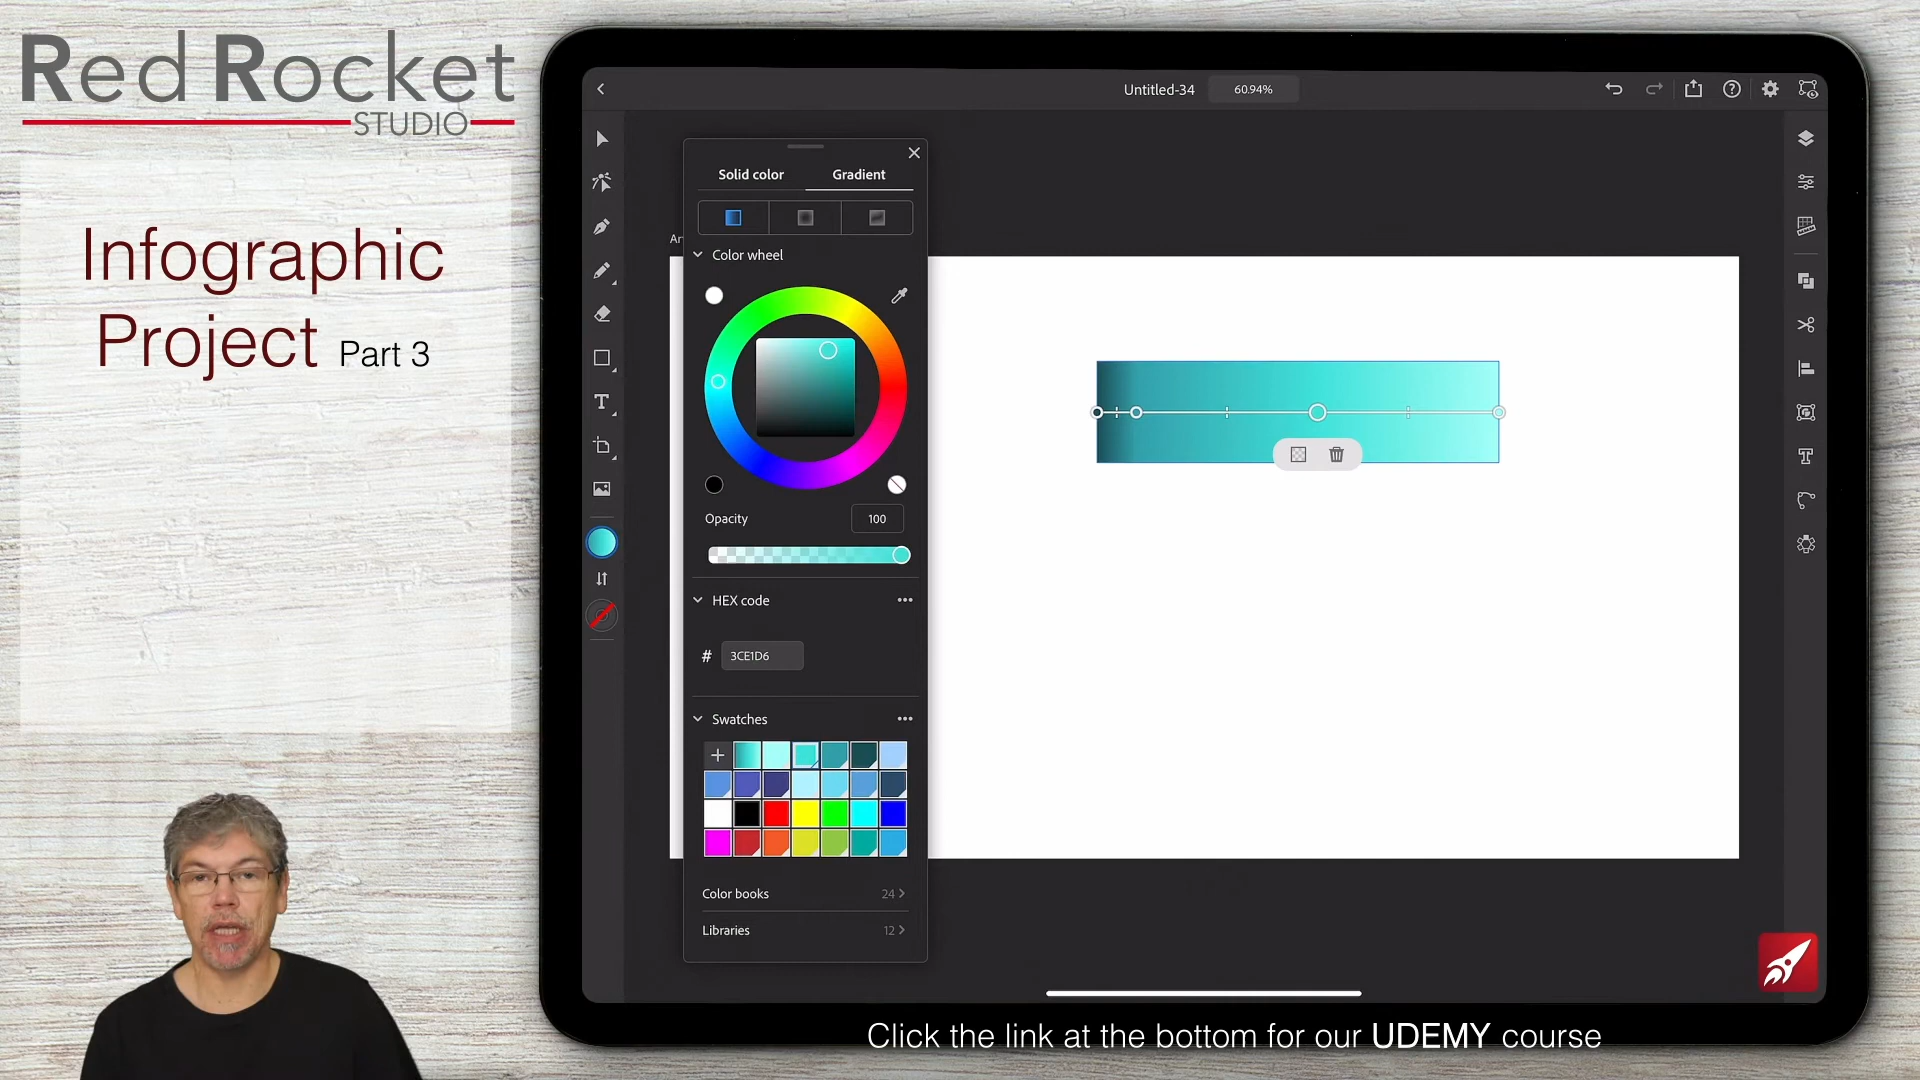 Red Rocket
STUDIO
Infographic
Project Part 3
Untitled-34
60.94%
Solid color
Gradient
Ar
Color wheel
Opacity
100
HEX code
# 3CE1D6
Swatches
Color books
24
Libraries
12
Click the link at the bottom for our UDEMY course